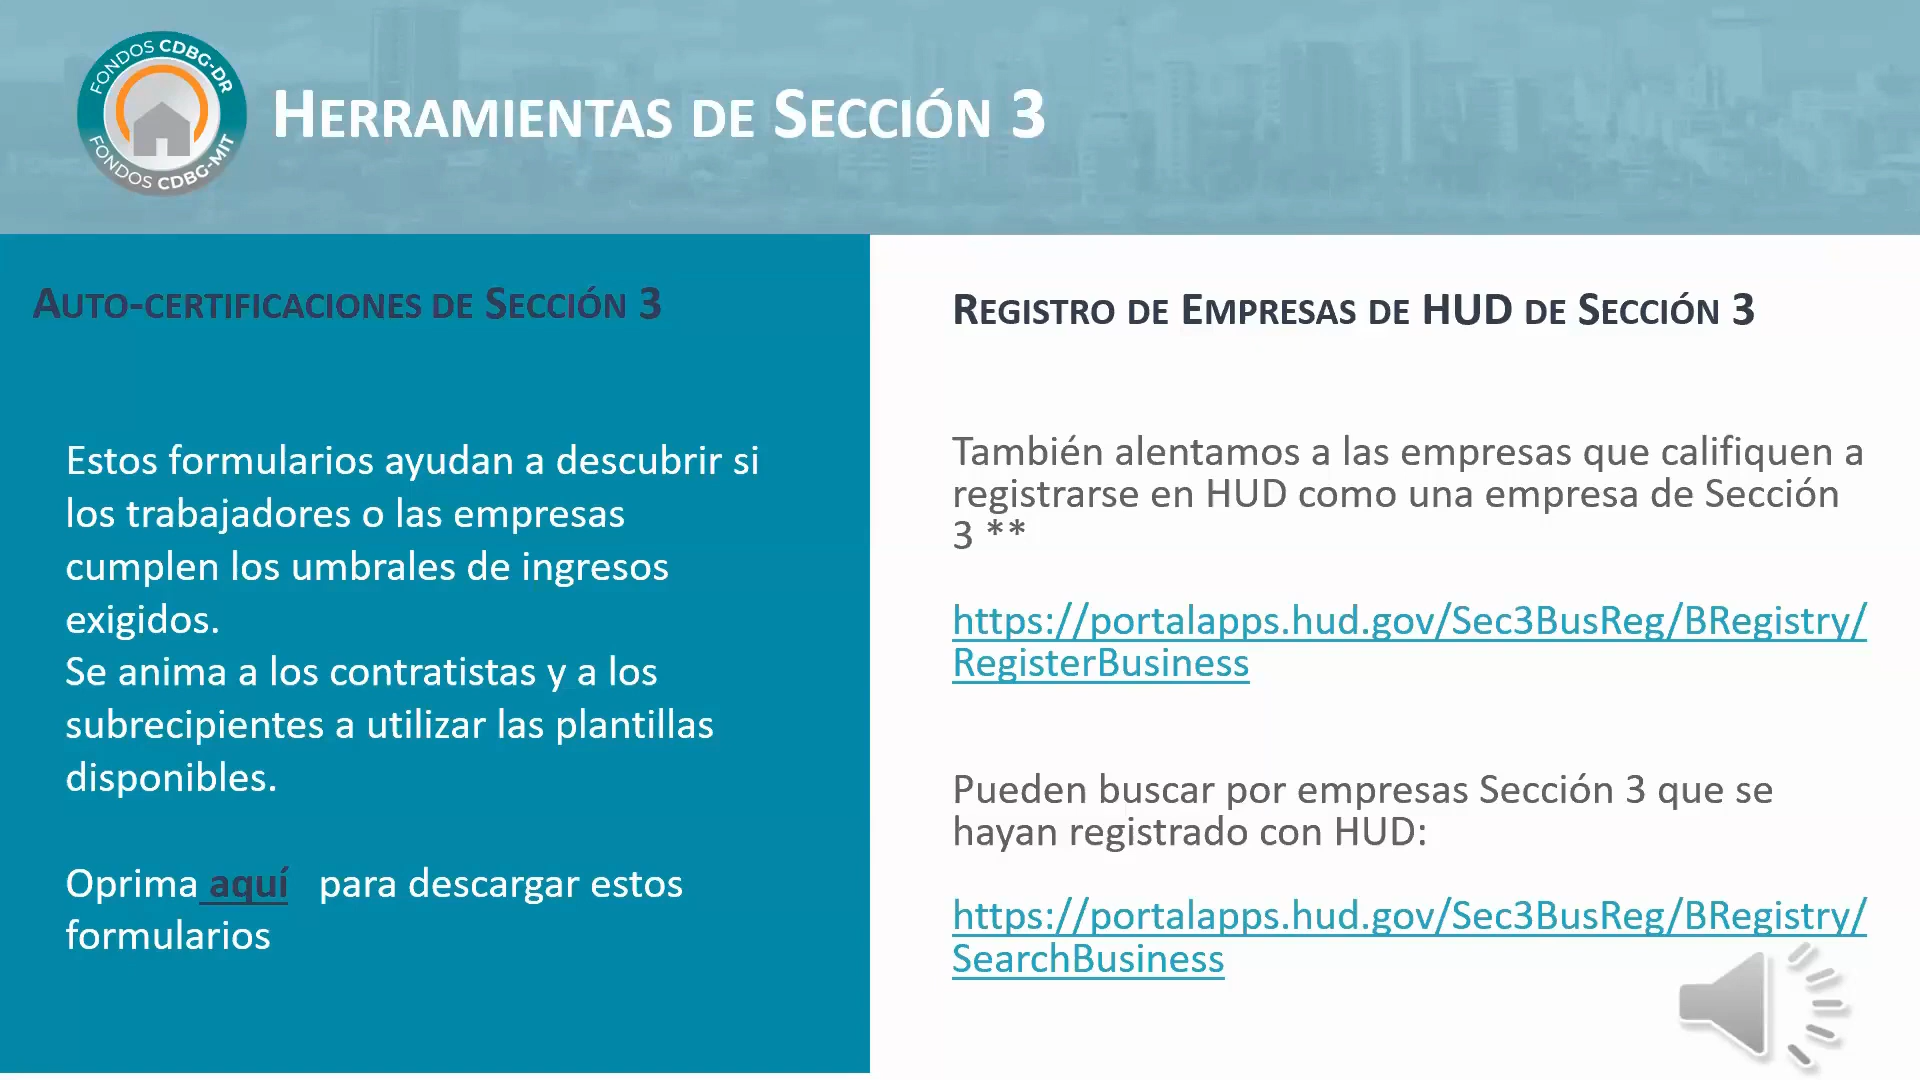 FONDOS CDBG-DR
FONDOS CDBG-MIT
HERRAMIENTAS DE SECCIÓN 3
AUTO-CERTIFICACIONES DE SECCIÓN 3
Estos formularios ayudan a descubrir si
los trabajadores o las empresas
cumplen los umbrales de ingresos
exigidos.
Se anima a los contratistas y a los
subrecipientes a utilizar las plantillas
disponibles.
Oprima aquí para descargar estos
formularios
REGISTRO DE EMPRESAS DE HUD DE SECCIÓN 3
También alentamos a las empresas que califiquen a
registrarse en HUD como una empresa de Sección
3 **
https://portalapps.hud.gov/Sec3BusReg/BRegistry/
RegisterBusiness
Pueden buscar por empresas Sección 3 que se
hayan registrado con HUD:
https://portalapps.hud.gov/Sec3BusReg/BRegistry/
SearchBusiness